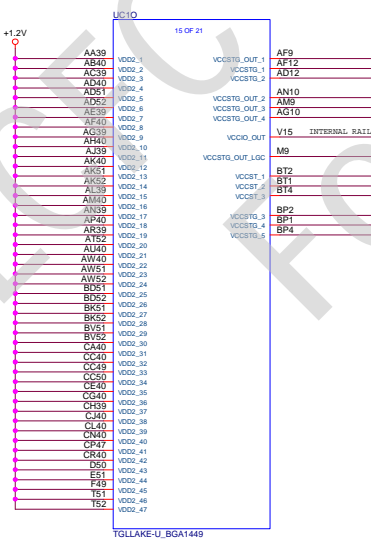 UC1O
15 OF 21
+1.2V
AA39 VDD2_1
AB40 VDD2_2
AC39 VDD2_3
AD40 VDD2_4
AD51 VDD2_5
AD52 VDD2_6
AE39 VDD2_7
AF40 VDD2_8
AG39 VDD2_9
AH40 VDD2_10
AJ39 VDD2_11
AK40 VDD2_12
AK51 VDD2_13
AK52 VDD2_14
AL39 VDD2_15
AM40 VDD2_16
AN39 VDD2_17
AP40 VDD2_18
AR39 VDD2_19
AT52 VDD2_20
AU40 VDD2_21
AW40 VDD2_22
AW51 VDD2_23
AW52 VDD2_24
BD51 VDD2_25
BD52 VDD2_26
BK51 VDD2_27
BK52 VDD2_28
BV51 VDD2_29
BV52 VDD2_30
CA40 VDD2_31
CC40 VDD2_32
CC49 VDD2_33
CC50 VDD2_34
CE40 VDD2_35
CG40 VDD2_36
CH39 VDD2_37
CJ40 VDD2_38
CL40 VDD2_39
CN40 VDD2_40
CP47 VDD2_41
CR40 VDD2_42
D50 VDD2_43
E51 VDD2_44
F49 VDD2_45
T51 VDD2_46
T52 VDD2_47
VCCSTG_OUT_1 AF9
VCCSTG_1 AF12
VCCSTG_2 AD12
VCCSTG_OUT_2 AN10
VCCSTG_OUT_3 AM9
VCCSTG_OUT_4 AG10
VCCIO_OUT V15 INTERNAL RAIL
VCCSTG_OUT_LGC M9
VCCST_1 BT2
VCCST_2 BT1
VCCST_3 BT4
VCCSTG_3 BP2
VCCSTG_4 BP1
VCCSTG_5 BP4
TGLLAKE-U_BGA1449